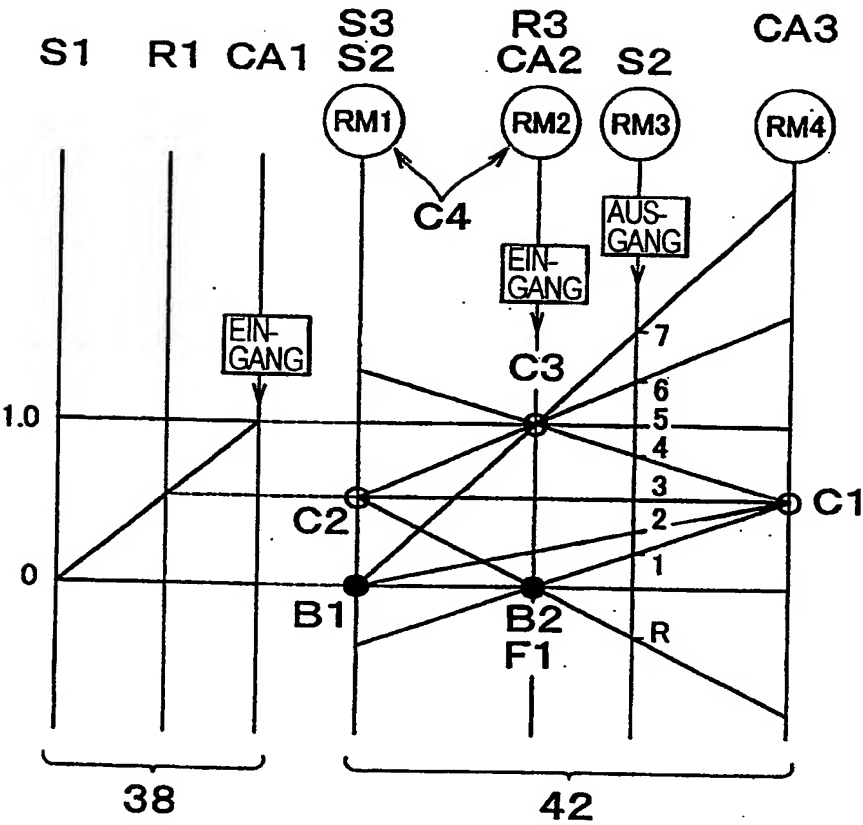 S1
R1
CA1
S3
S2
R3
CA2
S2
CA3
RM1
RM2
RM3
RM4
C4
AUS-
GANG
EIN-
GANG
EIN-
GANG
7
C3
6
5
1.0
4
3
C2
C1
2
0
1
B1
B2
F1
R
38
42